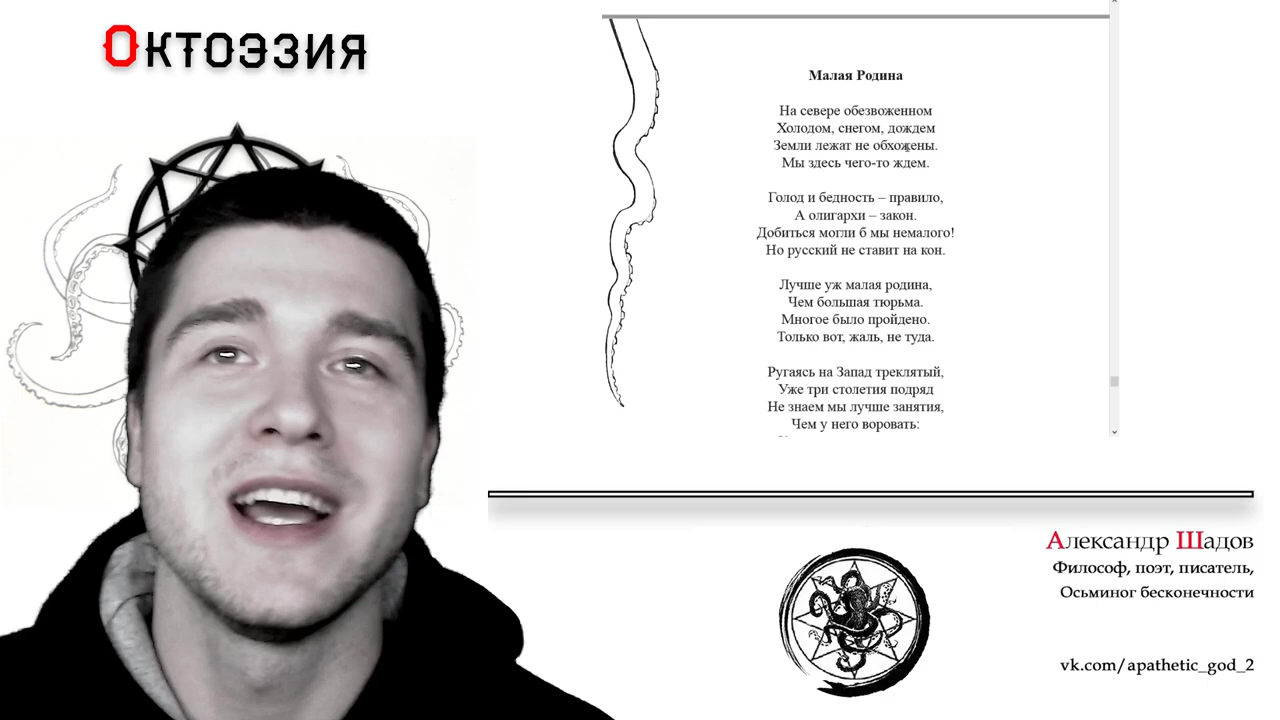 Октоэзия
Малая Родина
На севере обезвоженном
Холодом, снегом, дождем
Земли лежат не обхожены.
Мы здесь чего-то ждем.
Голод и бедность – правило,
А олигархи – закон.
Добиться могли б мы немалого!
Но русский не ставит на кон.
Лучше уж малая родина,
Чем большая тюрьма.
Многое было пройдено.
Только вот, жаль, не туда.
Ругаясь на Запад треклятый,
Уже три столетия подряд
Не знаем мы лучше занятия,
Чем у него воровать:
Александр Шадов
Философ, поэт, писатель,
Осьминог бесконечности
vk.com/apathetic_god_2